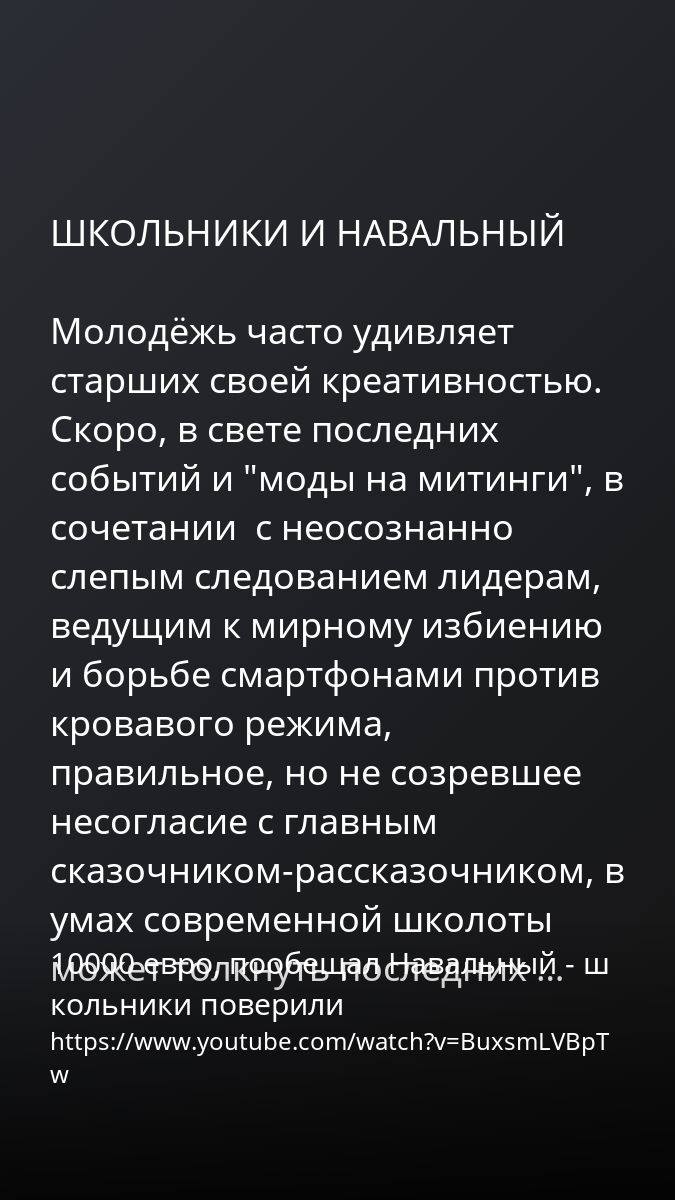 ШКОЛЬНИКИ И НАВАЛЬНЫЙ
Молодёжь часто удивляет
старших своей креативностью.
Скоро, в свете последних
событий и "моды на митинги", в
сочетании  с неосознанно
слепым следованием лидерам,
ведущим к мирному избиению
и борьбе смартфонами против
кровавого режима,
правильное, но не созревшее
несогласие с главным
сказочником-рассказочником, в
умах современной школоты
может толкнуть последних ...
10000 евро, пообещал Навальный - ш
кольники поверили
https://www.youtube.com/watch?v=BuxsmLVBpT
w